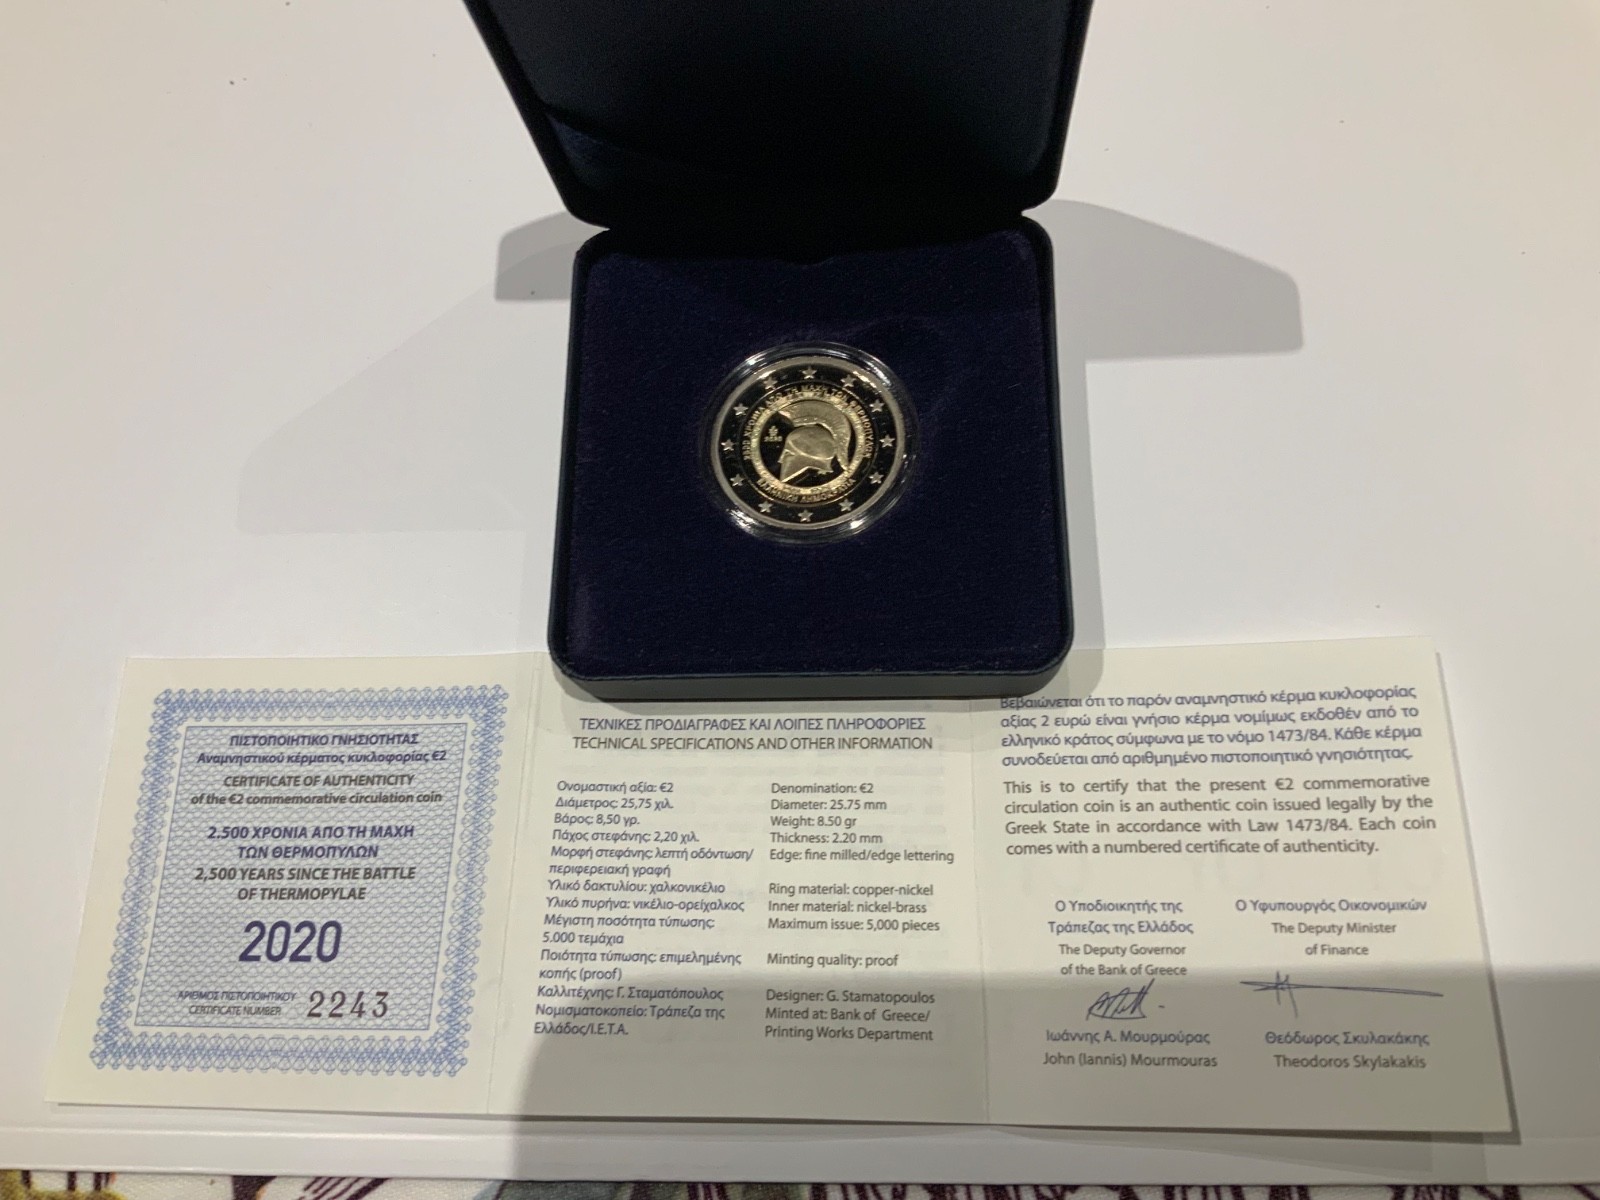 2500 ΧΡΟΝΙΑ ΑΠΟ ΤΗ ΜΑΧΗ ΤΩΝ ΘΕΡΜΟΠΥΛΩΝ
2020
ΕΛΛΗΝΙΚΗ ΔΗΜΟΚΡΑΤΙΑ
ΠΙΣΤΟΠΟΙΗΤΙΚΟ ΓΝΗΣΙΟΤΗΤΑΣ
Αναμνηστικού κέρματος κυκλοφορίας €2
CERTIFICATE OF AUTHENTICITY
of the €2 commemorative circulation coin
2.500 ΧΡΟΝΙΑ ΑΠΟ ΤΗ ΜΑΧΗ
ΤΩΝ ΘΕΡΜΟΠΥΛΩΝ
2,500 YEARS SINCE THE BATTLE
OF THERMOPYLAE
2020
ΑΡΙΘΜΟΣ ΠΙΣΤΟΠΟΙΗΤΙΚΟΥ
CERTIFICATE NUMBER 2243
ΤΕΧΝΙΚΕΣ ΠΡΟΔΙΑΓΡΑΦΕΣ ΚΑΙ ΛΟΙΠΕΣ ΠΛΗΡΟΦΟΡΙΕΣ
TECHNICAL SPECIFICATIONS AND OTHER INFORMATION
Ονομαστική αξία: €2
Διάμετρος: 25,75 χιλ.
Βάρος: 8,50 γρ.
Πάχος στεφάνης: 2,20 χιλ.
Μορφή στεφάνης: λεπτή οδόντωση/
περιφερειακή γραφή
Υλικό δακτυλίου: χαλκονικέλιο
Υλικό πυρήνα: νικέλιο-ορείχαλκος
Μέγιστη ποσότητα τύπωσης:
5.000 τεμάχια
Ποιότητα τύπωσης: επιμελημένης
κοπής (proof)
Καλλιτέχνης: Γ. Σταματόπουλος
Νομισματοκοπείο: Τράπεζα της
Ελλάδος/Ι.Ε.Τ.Α.
Denomination: €2
Diameter: 25.75 mm
Weight: 8.50 gr
Thickness: 2.20 mm
Edge: fine milled/edge lettering
Ring material: copper-nickel
Inner material: nickel-brass
Maximum issue: 5,000 pieces
Minting quality: proof
Designer: G. Stamatopoulos
Minted at: Bank of Greece/
Printing Works Department
Βεβαιώνεται ότι το παρόν αναμνηστικό κέρμα κυκλοφορίας
αξίας 2 ευρώ είναι γνήσιο κέρμα νομίμως εκδοθέν από το
ελληνικό κράτος σύμφωνα με το νόμο 1473/84. Κάθε κέρμα
συνοδεύεται από αριθμημένο πιστοποιητικό γνησιότητας.
This is to certify that the present €2 commemorative
circulation coin is an authentic coin issued legally by the
Greek State in accordance with Law 1473/84. Each coin
comes with a numbered certificate of authenticity.
Ο Υποδιοικητής της
Τράπεζας της Ελλάδος
The Deputy Governor
of the Bank of Greece
Ιωάννης Α. Μουρμούρας
John (Iannis) Mourmouras
Ο Υφυπουργός Οικονομικών
The Deputy Minister
of Finance
Θεόδωρος Σκυλακάκης
Theodoros Skylakakis